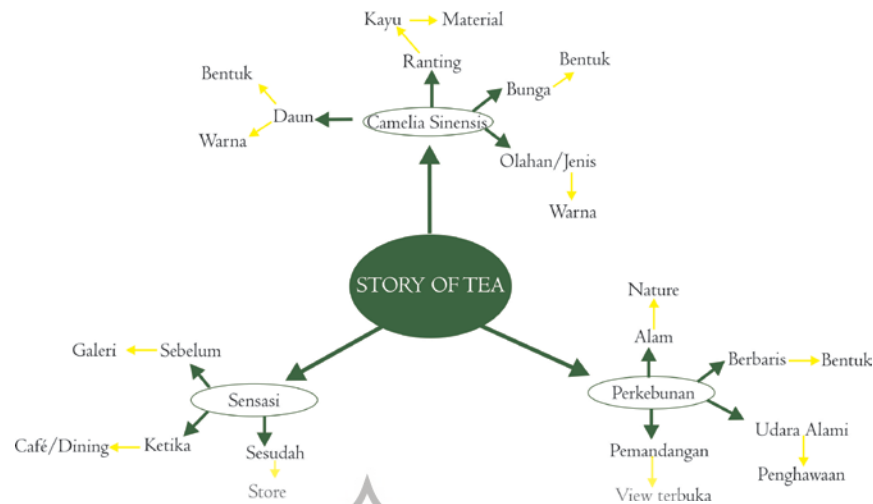 Kayu
Material
Ranting
Bentuk
Bentuk
Bunga
Daun
Camelia Sinensis
Warna
Olahan/Jenis
Warna
STORY OF TEA
Nature
Alam
Galeri
Sebelum
Berbaris
Bentuk
Sensasi
Perkebunan
Udara Alami
Café/Dining
Ketika
Sesudah
Pemandangan
Penghawaan
Store
View terbuka